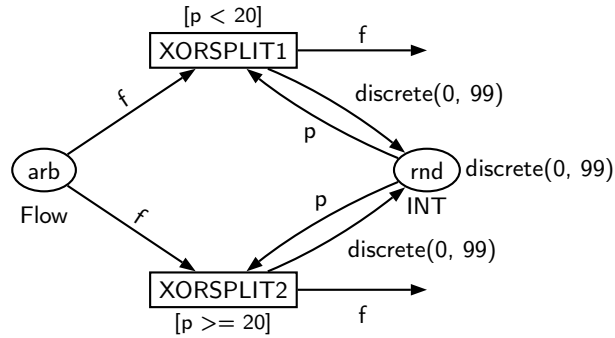 [p < 20]
XORSPLIT1
f
f
discrete(0, 99)
p
arb
rnd
discrete(0, 99)
Flow
INT
f
p
discrete(0, 99)
XORSPLIT2
f
[p >= 20]